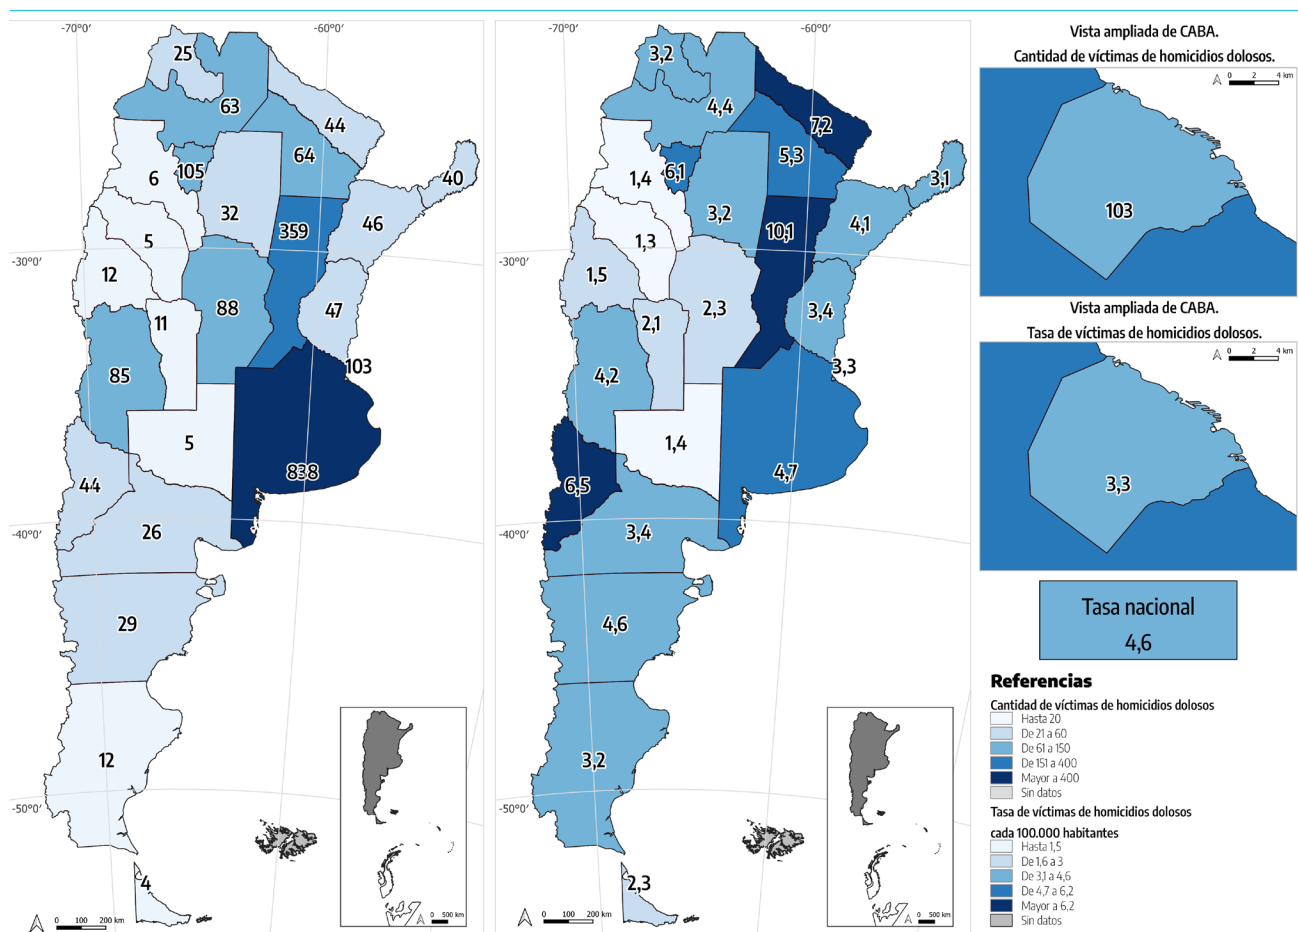 -70°0'
-60°0'
25
63
44
64
105
6
40
32
46
359
5
12
88
47
11
103
85
5
838
44
26
29
12
4
-30°0'
-40°0'
-50°0'
0 100 200 km
500 km
-70°0'
-60°0'
3,2
4,4
7,2
5,3
6,1
1,4
3,1
3,2
4,1
10,1
1,3
1,5
2,3
3,4
2,1
3,3
4,2
1,4
4,7
6,5
3,4
4,6
3,2
2,3
-30°0'
-40°0'
-50°0'
0 100 200 km
500 km
Vista ampliada de CABA.
Cantidad de víctimas de homicidios dolosos.
0 2 4 km
103
Vista ampliada de CABA.
Tasa de víctimas de homicidios dolosos.
0 2 4 km
3,3
Tasa nacional
4,6
Referencias
Cantidad de víctimas de homicidios dolosos
Hasta 20
De 21 a 60
De 61 a 150
De 151 a 400
Mayor a 400
Sin datos
Tasa de víctimas de homicidios dolosos
cada 100.000 habitantes
Hasta 1,5
De 1,6 a 3
De 3,1 a 4,6
De 4,7 a 6,2
Mayor a 6,2
Sin datos